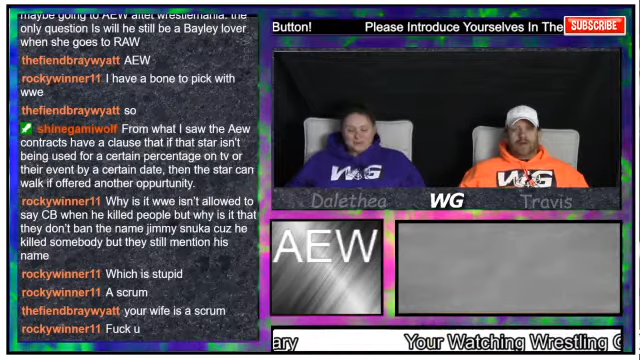 maybe going to AEW aftet wrestlemania. the
only question Is will he still be a Bayley lover
when she goes to RAW
thefiendbraywyatt AEW
rockywinner11 I have a bone to pick with
wwe
thefiendbraywyatt so
shinegamiwolf From what I saw the Aew
contracts have a clause that if that star isn't
being used for a certain percentage on tv or
their event by a certain date, then the star can
walk if offered another oppurtunity.
rockywinner11 Why is it wwe isn't allowed to
say CB when he killed people but why is it that
they don't ban the name jimmy snuka cuz he
killed somebody but they still mention his
name
rockywinner11 Which is stupid
rockywinner11 A scrum
thefiendbraywyatt your wife is a scrum
rockywinner11 Fuck u
Button! Please Introduce Yourselves In The
SUBSCRIBE
WG
WG
Dalethea WG Travis
AEW
ary Your Watching Wrestling G